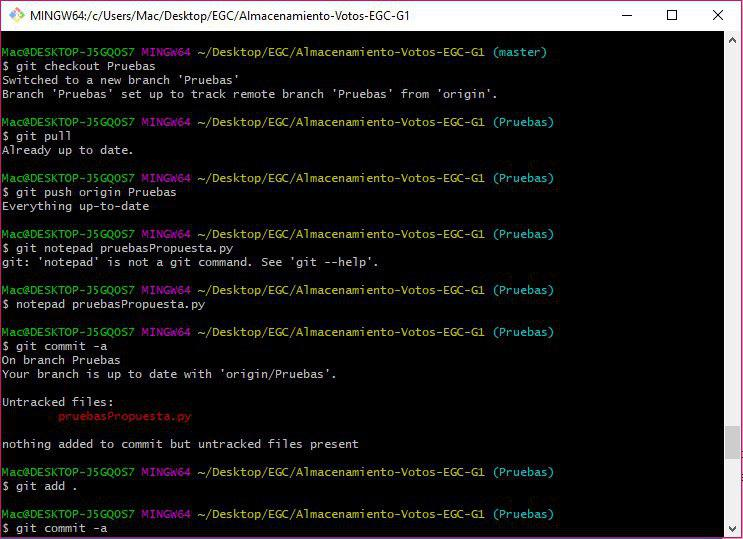 MINGW64:/c/Users/Mac/Desktop/EGC/Almacenamiento-Votos-EGC-G1
Mac@DESKTOP-J5GQOS7 MINGW64 ~/Desktop/EGC/Almacenamiento-Votos-EGC-G1 (master)
$ git checkout Pruebas
Switched to a new branch 'Pruebas'
Branch 'Pruebas' set up to track remote branch 'Pruebas' from 'origin'.
Mac@DESKTOP-J5GQOS7 MINGW64 ~/Desktop/EGC/Almacenamiento-Votos-EGC-G1 (Pruebas)
$ git pull
Already up to date.
Mac@DESKTOP-J5GQOS7 MINGW64 ~/Desktop/EGC/Almacenamiento-Votos-EGC-G1 (Pruebas)
$ git push origin Pruebas
Everything up-to-date
Mac@DESKTOP-J5GQOS7 MINGW64 ~/Desktop/EGC/Almacenamiento-Votos-EGC-G1 (Pruebas)
$ git notepad pruebasPropuesta.py
git: 'notepad' is not a git command. See 'git --help'.
Mac@DESKTOP-J5GQOS7 MINGW64 ~/Desktop/EGC/Almacenamiento-Votos-EGC-G1 (Pruebas)
$ notepad pruebasPropuesta.py
Mac@DESKTOP-J5GQOS7 MINGW64 ~/Desktop/EGC/Almacenamiento-Votos-EGC-G1 (Pruebas)
$ git commit -a
On branch Pruebas
Your branch is up to date with 'origin/Pruebas'.
Untracked files:
pruebasPropuesta.py
nothing added to commit but untracked files present
Mac@DESKTOP-J5GQOS7 MINGW64 ~/Desktop/EGC/Almacenamiento-Votos-EGC-G1 (Pruebas)
$ git add .
Mac@DESKTOP-J5GQOS7 MINGW64 ~/Desktop/EGC/Almacenamiento-Votos-EGC-G1 (Pruebas)
$ git commit -a